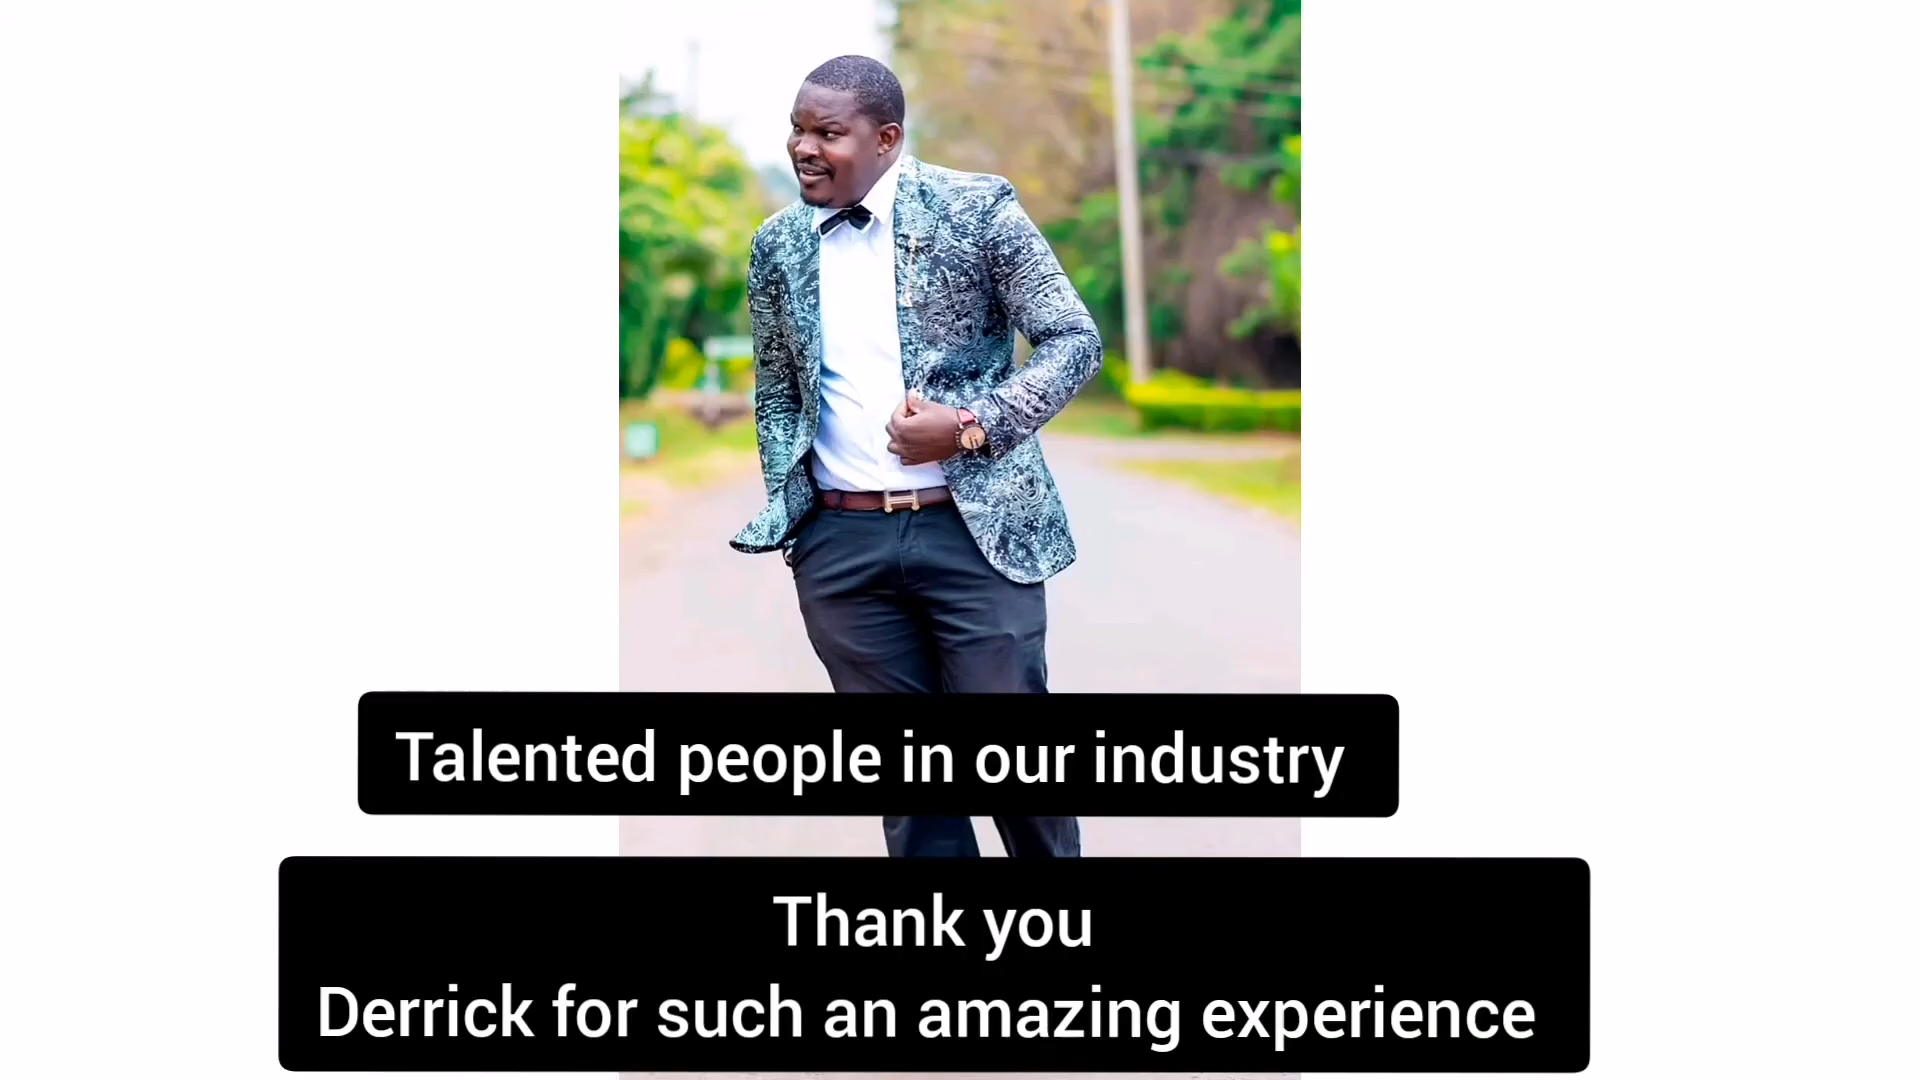 Talented people in our industry
Thank you
Derrick for such an amazing experience